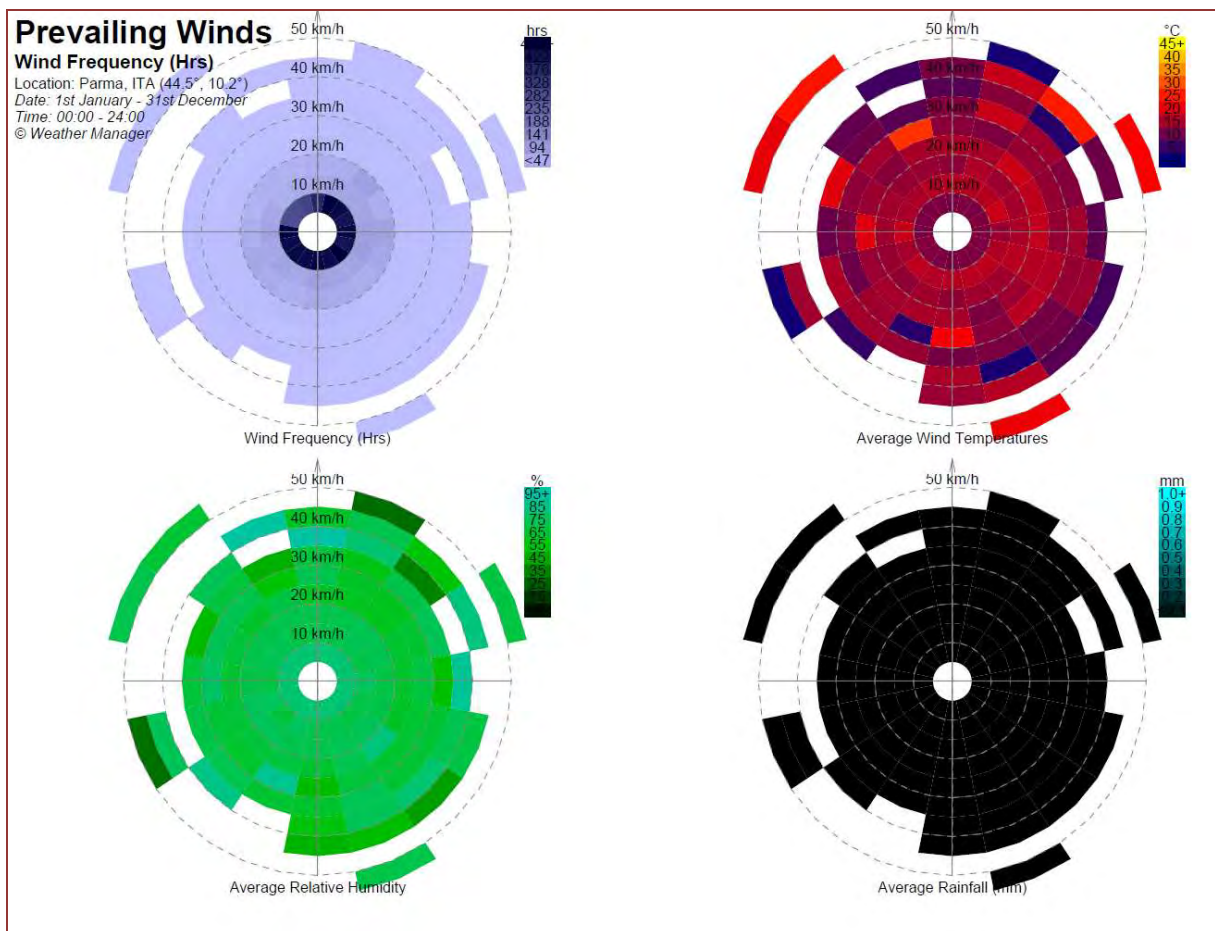 Prevailing Winds
Wind Frequency (Hrs)
Location: Parma, ITA (44.5°, 10.2°)
Date: 1st January - 31st December
Time: 00:00 - 24:00
© Weather Manager
50 km/h
40 km/h
30 km/h
20 km/h
10 km/h
hrs
376
329
282
235
188
141
94
<47
Wind Frequency (Hrs)
50 km/h
40 km/h
30 km/h
20 km/h
10 km/h
°C
45+
40
35
30
25
20
15
10
Average Wind Temperatures
50 km/h
40 km/h
30 km/h
20 km/h
10 km/h
%
95+
85
75
65
55
45
35
25
Average Relative Humidity
50 km/h
mm
1.0+
0.9
0.8
0.7
0.6
0.5
0.4
0.3
0.2
Average Rainfall (mm)